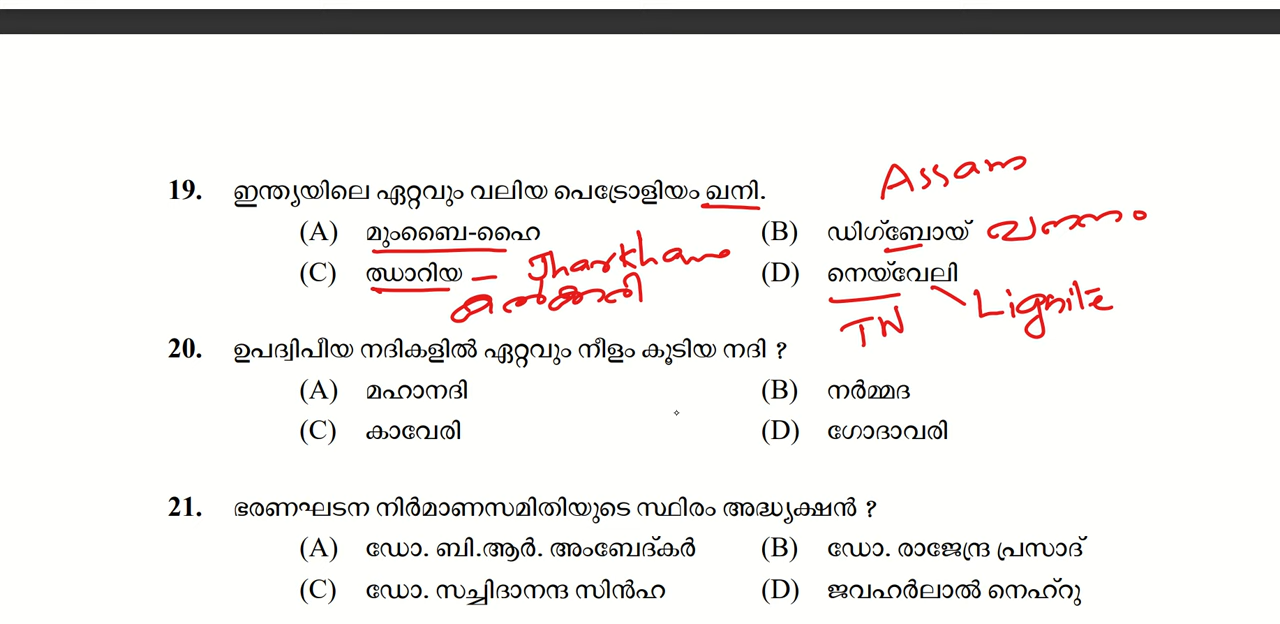 Assam
19. ഇന്ത്യയിലെ ഏറ്റവും വലിയ പെട്രോളിയം ഖനി.
(A) മുംബൈ-ഹൈ (B) ഡിഗ്ബോയ്
(C) ഝാറിയ – Jharkhand (D) നെയ്‌വേലി
Lignite
TN
20. ഉപദ്വിപീയ നദികളിൽ ഏറ്റവും നീളം കൂടിയ നദി ?
(A) മഹാനദി (B) നർമ്മദ
(C) കാവേരി (D) ഗോദാവരി
21. ഭരണഘടന നിർമാണസമിതിയുടെ സ്ഥിരം അദ്ധ്യക്ഷൻ ?
(A) ഡോ. ബി.ആർ. അംബേദ്കർ (B) ഡോ. രാജേന്ദ്ര പ്രസാദ്
(C) ഡോ. സച്ചിദാനന്ദ സിൻഹ (D) ജവഹർലാൽ നെഹ്റു